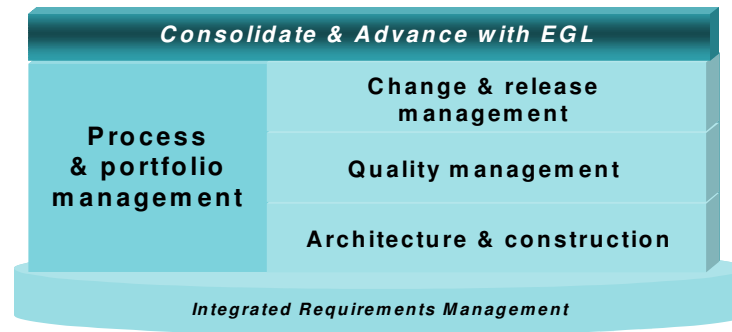 Consolidate & Advance with EGL
Process
& portfolio
management
Change & release
management
Quality management
Architecture & construction
Integrated Requirements Management